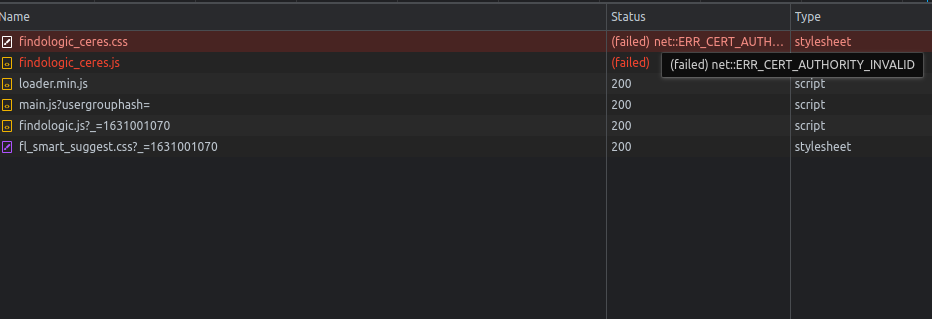 Name Status Type
findologic_ceres.css (failed) net::ERR_CERT_AUTH... stylesheet
findologic_ceres.js (failed)
(failed) net::ERR_CERT_AUTHORITY_INVALID
loader.min.js 200 script
main.js?usergrouphash= 200 script
findologic.js?_=1631001070 200 script
fl_smart_suggest.css?_=1631001070 200 stylesheet